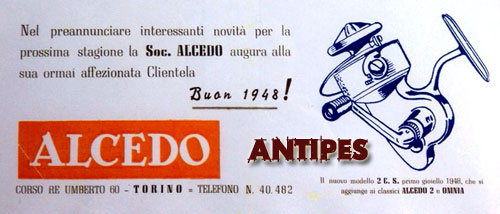 Nel preannunciare interessanti novità per la
prossima stagione la Soc. ALCEDO augura alla
sua ormai affezionata Clientela
Buon 1948!
ALCEDO
ANTIPES
CORSO RE UMBERTO 60 - TORINO = TELEFONO N. 40.482
Il nuovo modello 2 C. S. primo gioiello 1948, che si
aggiunge ai classici ALCEDO 2 e OMNIA